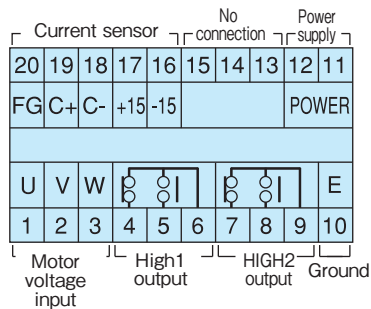 Current sensor
No
connection
Power
supply
20 19 18 17 16 15 14 13 12 11
FG C+ C- +15 -15 POWER
U V W E
1 2 3 4 5 6 7 8 9 10
Motor
voltage
input
High1
output
HIGH2
output
Ground